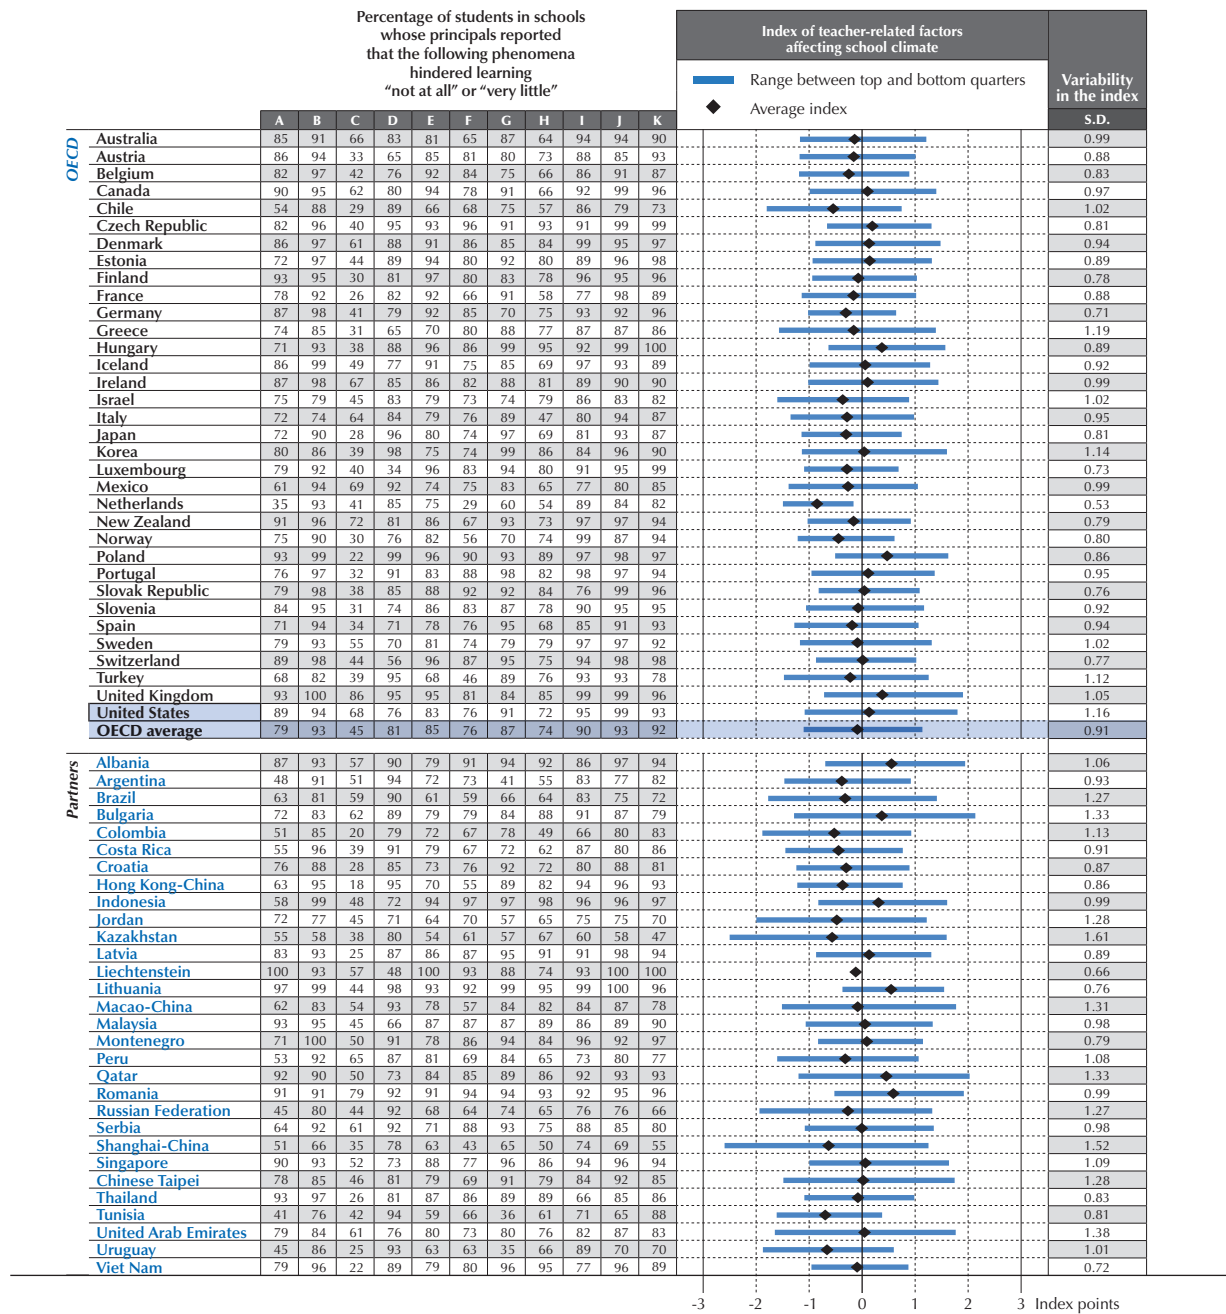 Percentage of students in schools
whose principals reported
that the following phenomena
hindered learning
“not at all” or “very little”
Index of teacher-related factors
affecting school climate
Range between top and bottom quarters
Average index
Variability
in the index
A B C D E F G H I J K S.D.
OECD
Australia 85 91 66 83 81 65 87 64 94 94 90 0.99
Austria 86 94 33 65 85 81 80 73 88 85 93 0.88
Belgium 82 97 42 76 92 84 75 66 86 91 87 0.83
Canada 90 95 62 80 94 78 91 66 92 99 96 0.97
Chile 54 88 29 89 66 68 75 57 86 79 73 1.02
Czech Republic 82 96 40 95 93 96 91 93 91 99 99 0.81
Denmark 86 97 61 88 91 86 85 84 99 95 97 0.94
Estonia 72 97 44 89 94 80 92 80 89 96 98 0.89
Finland 93 95 30 81 97 80 83 78 96 95 96 0.78
France 78 92 26 82 92 66 91 58 77 98 89 0.88
Germany 87 98 41 79 92 85 70 75 93 92 96 0.71
Greece 74 85 31 65 70 80 88 77 87 87 86 1.19
Hungary 71 93 38 88 96 86 99 95 92 99 100 0.89
Iceland 86 99 49 77 91 75 85 69 97 93 89 0.92
Ireland 87 98 67 85 86 82 88 81 89 90 90 0.99
Israel 75 79 45 83 79 73 74 79 86 83 82 1.02
Italy 72 74 64 84 79 76 89 47 80 94 87 0.95
Japan 72 90 28 96 80 74 97 69 81 93 87 0.81
Korea 80 86 39 98 75 74 99 86 84 96 90 1.14
Luxembourg 79 92 40 34 96 83 94 80 91 95 99 0.73
Mexico 61 94 69 92 74 75 83 65 77 80 85 0.99
Netherlands 35 93 41 85 75 29 60 54 89 84 82 0.53
New Zealand 91 96 72 81 86 67 93 73 97 97 94 0.79
Norway 75 90 30 76 82 56 70 74 99 87 94 0.80
Poland 93 99 22 99 96 90 93 89 97 98 97 0.86
Portugal 76 97 32 91 83 88 98 82 98 97 94 0.95
Slovak Republic 79 98 38 85 88 92 92 84 76 99 96 0.76
Slovenia 84 95 31 74 86 83 87 78 90 95 95 0.92
Spain 71 94 34 71 78 76 95 68 85 91 93 0.94
Sweden 79 93 55 70 81 74 79 79 97 97 92 1.02
Switzerland 89 98 44 56 96 87 95 75 94 98 98 0.77
Turkey 68 82 39 95 68 46 89 76 93 93 78 1.12
United Kingdom 93 100 86 95 95 81 84 85 99 99 96 1.05
United States 89 94 68 76 83 76 91 72 95 99 93 1.16
OECD average 79 93 45 81 85 76 87 74 90 93 92 0.91
Partners
Albania 87 93 57 90 79 91 94 92 86 97 94 1.06
Argentina 48 91 51 94 72 73 41 55 83 77 82 0.93
Brazil 63 81 59 90 61 59 66 64 83 75 72 1.27
Bulgaria 72 83 62 89 79 79 84 88 91 87 79 1.33
Colombia 51 85 20 79 72 67 78 49 66 80 83 1.13
Costa Rica 55 96 39 91 79 67 72 62 87 80 86 0.91
Croatia 76 88 28 85 73 76 92 72 80 88 81 0.87
Hong Kong-China 63 95 18 95 70 55 89 82 94 96 93 0.86
Indonesia 58 99 48 72 94 97 97 98 96 96 97 0.99
Jordan 72 77 45 71 64 70 57 65 75 75 70 1.28
Kazakhstan 55 58 38 80 54 61 57 67 60 58 47 1.61
Latvia 83 93 25 87 86 87 95 91 91 98 94 0.89
Liechtenstein 100 93 57 48 100 93 88 74 93 100 100 0.66
Lithuania 97 99 44 98 93 92 99 95 99 100 96 0.76
Macao-China 62 83 54 93 78 57 84 82 84 87 78 1.31
Malaysia 93 95 45 66 87 87 87 89 86 89 90 0.98
Montenegro 71 100 50 91 78 86 94 84 96 92 97 0.79
Peru 53 92 65 87 81 69 84 65 73 80 77 1.08
Qatar 92 90 50 73 84 85 89 86 92 93 93 1.33
Romania 91 91 79 92 91 94 94 93 92 95 96 0.99
Russian Federation 45 80 44 92 68 64 74 65 76 76 66 1.27
Serbia 64 92 61 92 71 88 93 75 88 85 80 0.98
Shanghai-China 51 66 35 78 63 43 65 50 74 69 55 1.52
Singapore 90 93 52 73 88 77 96 86 94 96 94 1.09
Chinese Taipei 78 85 46 81 79 69 91 79 84 92 85 1.28
Thailand 93 97 26 81 87 86 89 89 66 85 86 0.83
Tunisia 41 76 42 94 59 66 36 61 71 65 88 0.81
United Arab Emirates 79 84 61 76 80 73 80 76 82 87 83 1.38
Uruguay 45 86 25 93 63 63 35 66 89 70 70 1.01
Viet Nam 79 96 22 89 79 80 96 95 77 96 89 0.72
-3 -2 -1 0 1 2 3 Index points